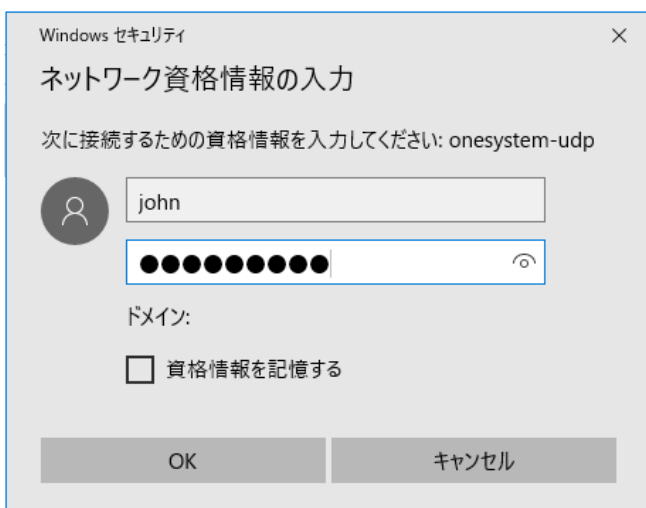 Windows セキュリティ
ネットワーク資格情報の入力
次に接続するための資格情報を入力してください: onesystem-udp
john
●●●●●●●●●
ドメイン:
資格情報を記憶する
OK
キャンセル